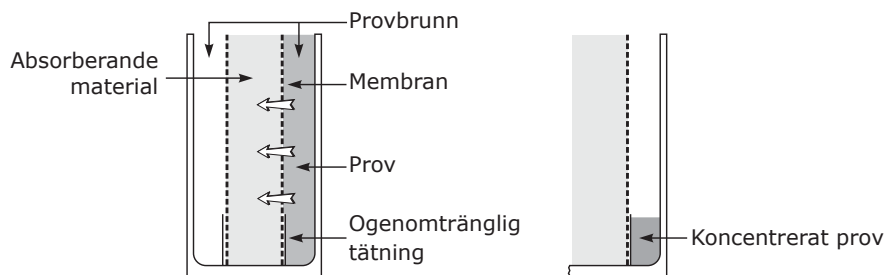 Provbrunn
Absorberande
material
Membran
Prov
Ogenomtränglig
tätning
Koncentrerat prov